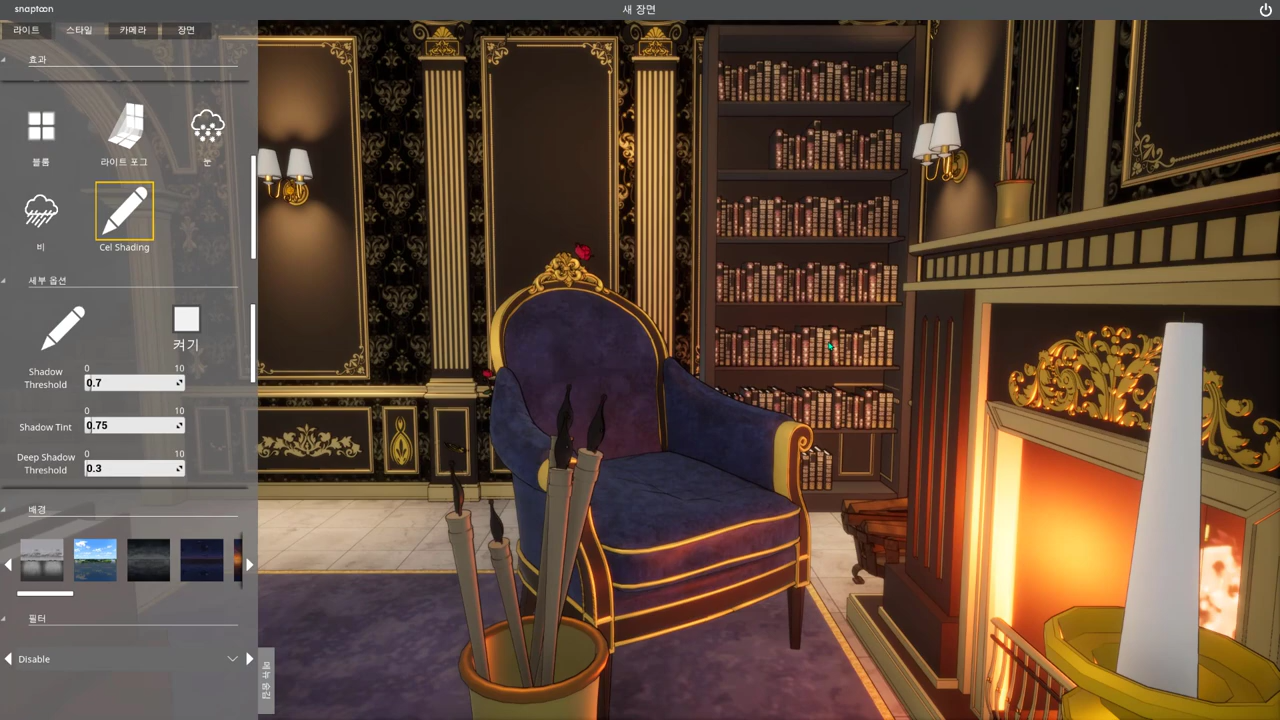 snaptoon
새 장면
라이트 스타일 카메라 장면
효과
블룸 라이트 포그 눈
비 Cel Shading
세부 옵션
켜기
Shadow Threshold 0 10 0.7
Shadow Tint 0 10 0.75
Deep Shadow Threshold 0 10 0.3
배경
필터
Disable